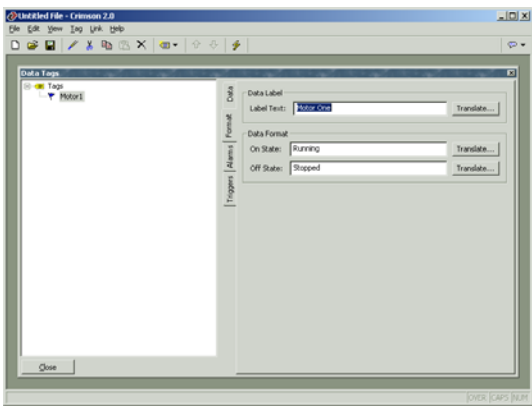 Untitled File - Crimson 2.0
File Edit View Tag Link Help
Data Tags
Tags
Motor1
Data
Format
Alarms
Triggers
Data Label
Label Text: Motor One Translate...
Data Format
On State: Running Translate...
Off State: Stopped Translate...
Close
OVER CAPS NUM